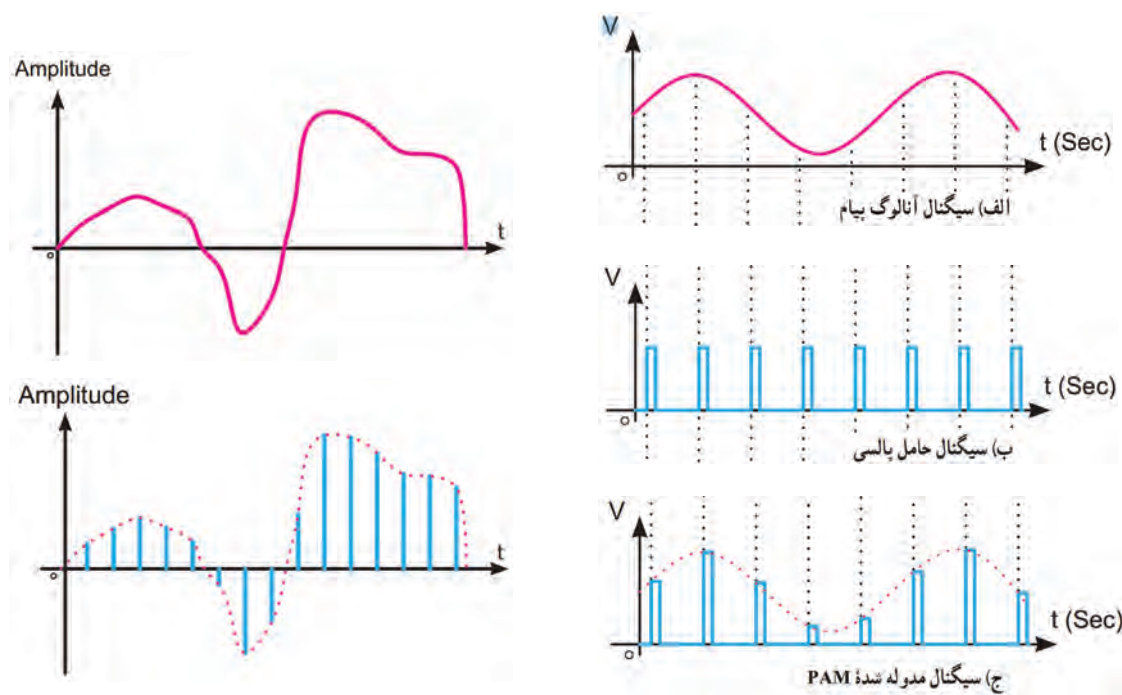 Amplitude
t
o
Amplitude
t
o
V
t (Sec)
o
الف) سیگنال آنالوگ پیام
V
t (Sec)
o
ب) سیگنال حامل پالسی
V
t (Sec)
o
ج) سیگنال مدوله شدهٔ PAM